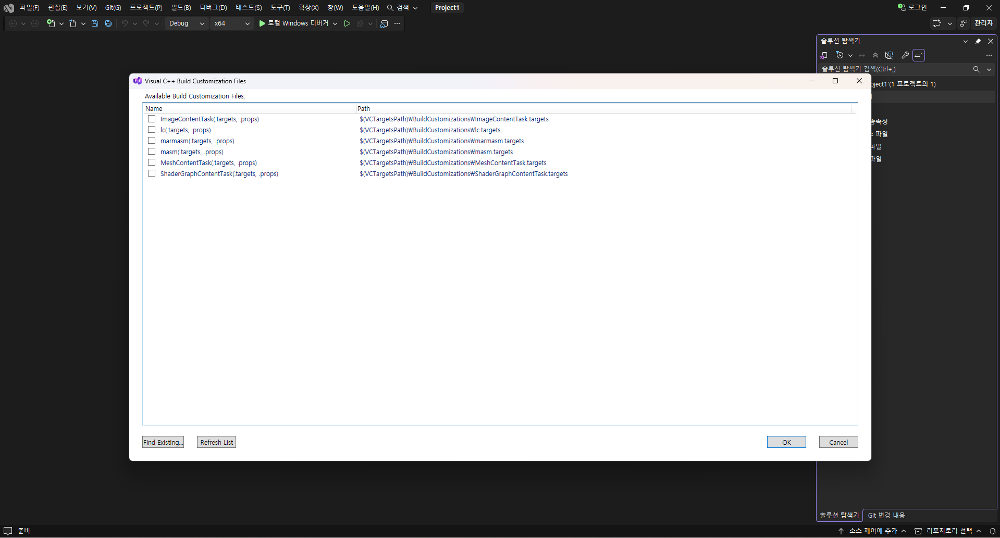 파일(F) 편집(E) 보기(V) Git(G) 프로젝트(P) 빌드(B) 디버그(D) 테스트(S) 도구(T) 확장(X) 창(W) 도움말(H) 검색 Project1 로그인
Debug x64 로컬 Windows 디버거 관리자
솔루션 탐색기
솔루션 탐색기 검색(Ctrl+;)
oject1'(1 프로젝트의 1)
종속성
스 파일
파일
파일
Visual C++ Build Customization Files
Available Build Customization Files:
Name Path
ImageContentTask(.targets, .props) $(VCTargetsPath)₩BuildCustomizations₩ImageContentTask.targets
lc(.targets, .props) $(VCTargetsPath)₩BuildCustomizations₩lc.targets
marmasm(.targets, .props) $(VCTargetsPath)₩BuildCustomizations₩marmasm.targets
masm(.targets, .props) $(VCTargetsPath)₩BuildCustomizations₩masm.targets
MeshContentTask(.targets, .props) $(VCTargetsPath)₩BuildCustomizations₩MeshContentTask.targets
ShaderGraphContentTask(.targets, .props) $(VCTargetsPath)₩BuildCustomizations₩ShaderGraphContentTask.targets
Find Existing... Refresh List OK Cancel
솔루션 탐색기 Git 변경 내용
준비 소스 제어에 추가 리포지토리 선택